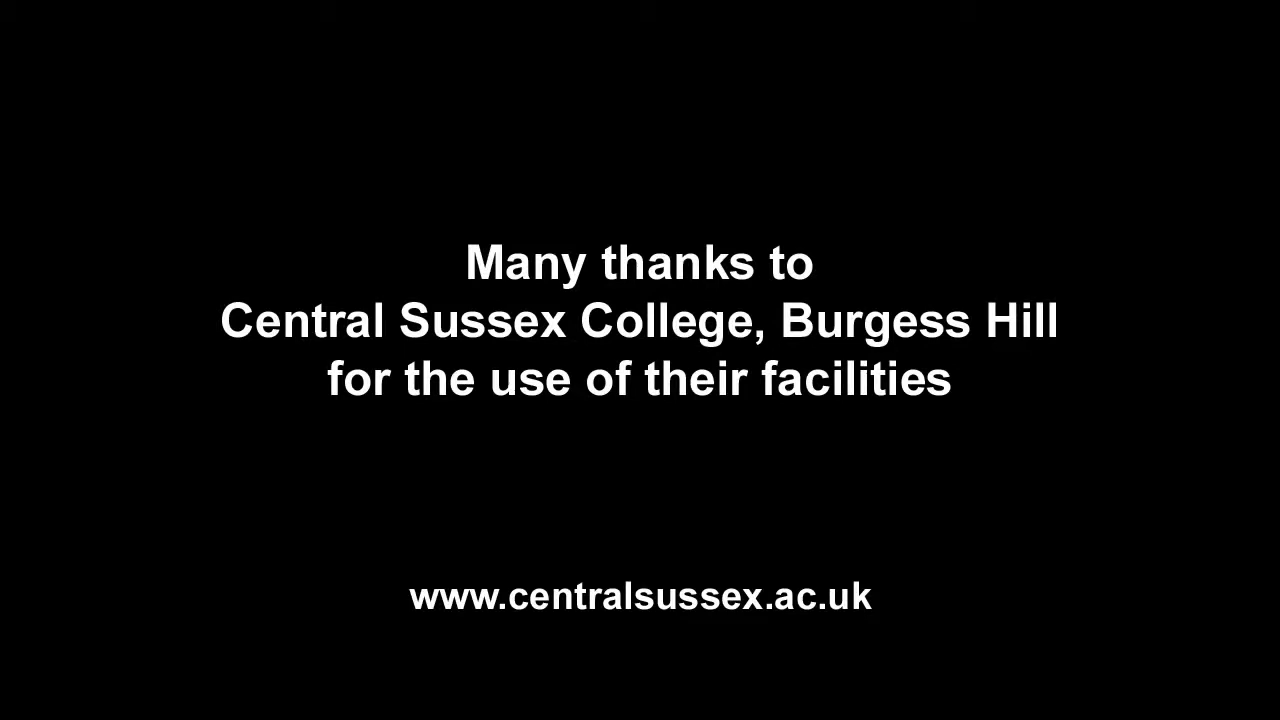 Many thanks to
Central Sussex College, Burgess Hill
for the use of their facilities
www.centralsussex.ac.uk